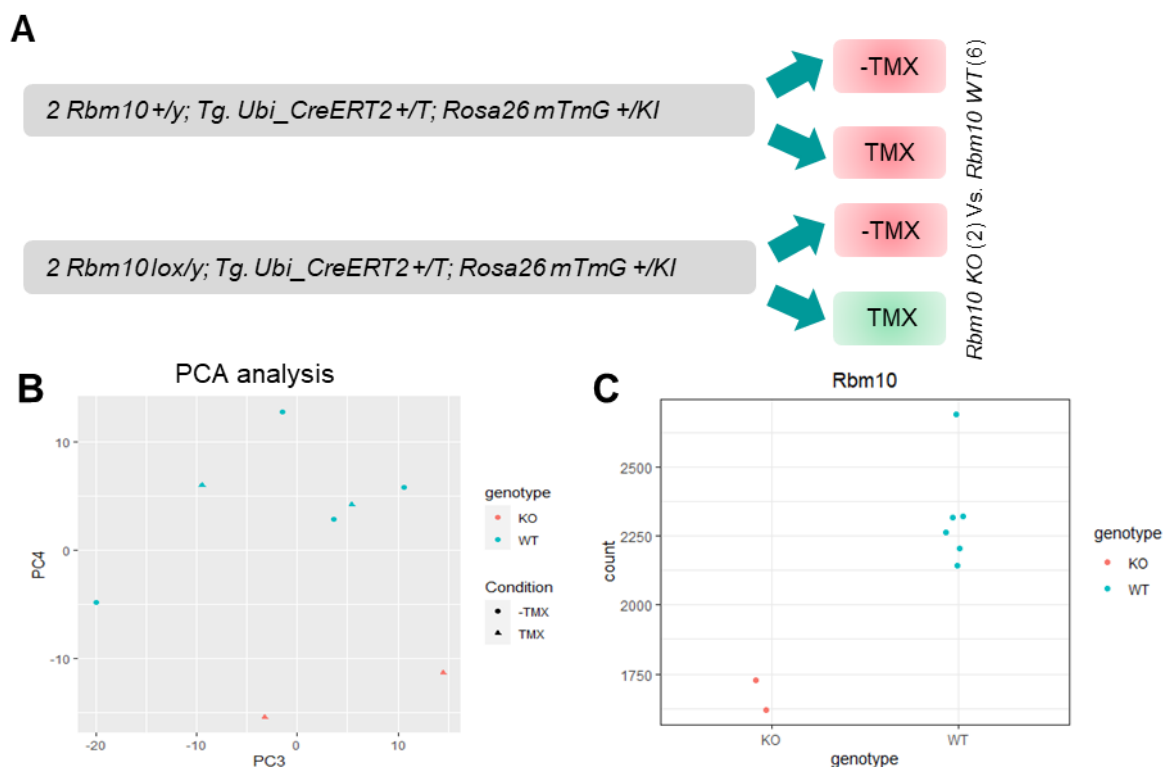 A
2 Rbm10 +/y; Tg. Ubi_CreERT2 +/T; Rosa26 mTmG +/KI
-TMX
TMX
2 Rbm10 lox/y; Tg. Ubi_CreERT2 +/T; Rosa26 mTmG +/KI
-TMX
TMX
Rbm10 KO (2) Vs. Rbm10 WT (6)
B
PCA analysis
10
0
-10
PC4
-20
-10
0
10
PC3
genotype
KO
WT
Condition
-TMX
TMX
C
Rbm10
2500
2250
2000
1750
count
KO
WT
genotype
genotype
KO
WT